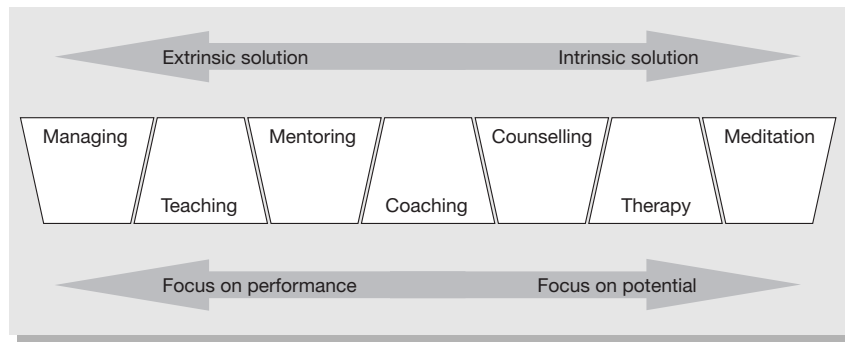 Extrinsic solution
Intrinsic solution
Managing
Mentoring
Counselling
Meditation
Teaching
Coaching
Therapy
Focus on performance
Focus on potential